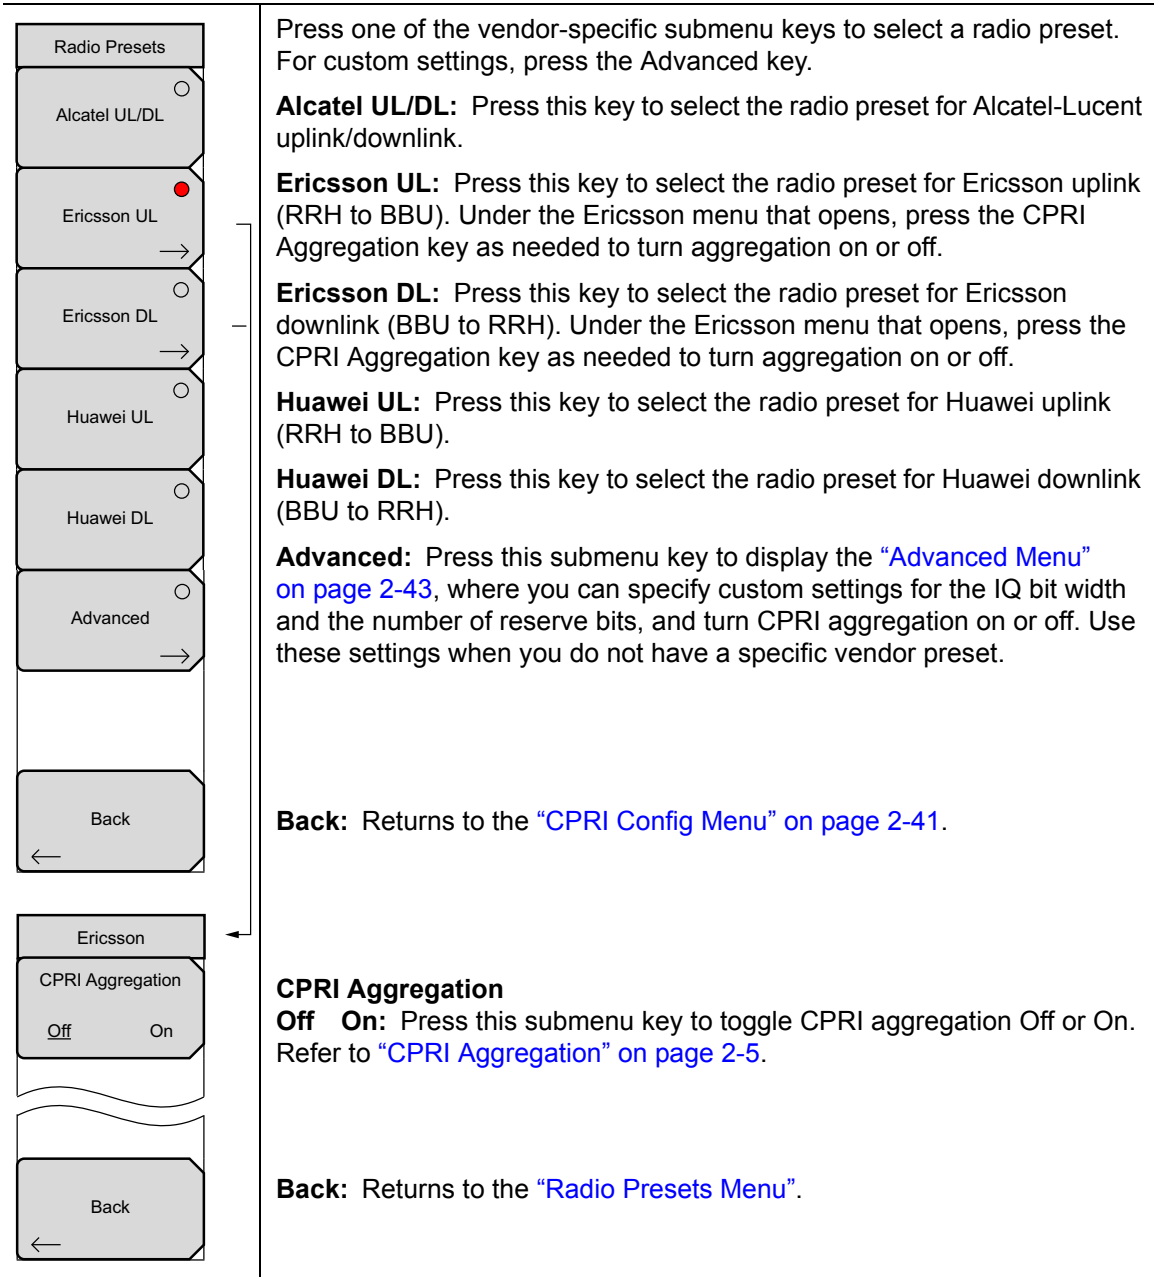 Radio Presets
Alcatel UL/DL
Ericsson UL
Ericsson DL
Huawei UL
Huawei DL
Advanced
Back
Ericsson
CPRI Aggregation
Off On
Back
Press one of the vendor-specific submenu keys to select a radio preset.
For custom settings, press the Advanced key.
Alcatel UL/DL: Press this key to select the radio preset for Alcatel-Lucent
uplink/downlink.
Ericsson UL: Press this key to select the radio preset for Ericsson uplink
(RRH to BBU). Under the Ericsson menu that opens, press the CPRI
Aggregation key as needed to turn aggregation on or off.
Ericsson DL: Press this key to select the radio preset for Ericsson
downlink (BBU to RRH). Under the Ericsson menu that opens, press the
CPRI Aggregation key as needed to turn aggregation on or off.
Huawei UL: Press this key to select the radio preset for Huawei uplink
(RRH to BBU).
Huawei DL: Press this key to select the radio preset for Huawei downlink
(BBU to RRH).
Advanced: Press this submenu key to display the “Advanced Menu”
on page 2-43, where you can specify custom settings for the IQ bit width
and the number of reserve bits, and turn CPRI aggregation on or off. Use
these settings when you do not have a specific vendor preset.
Back: Returns to the “CPRI Config Menu” on page 2-41.
CPRI Aggregation
Off On: Press this submenu key to toggle CPRI aggregation Off or On.
Refer to “CPRI Aggregation” on page 2-5.
Back: Returns to the “Radio Presets Menu”.